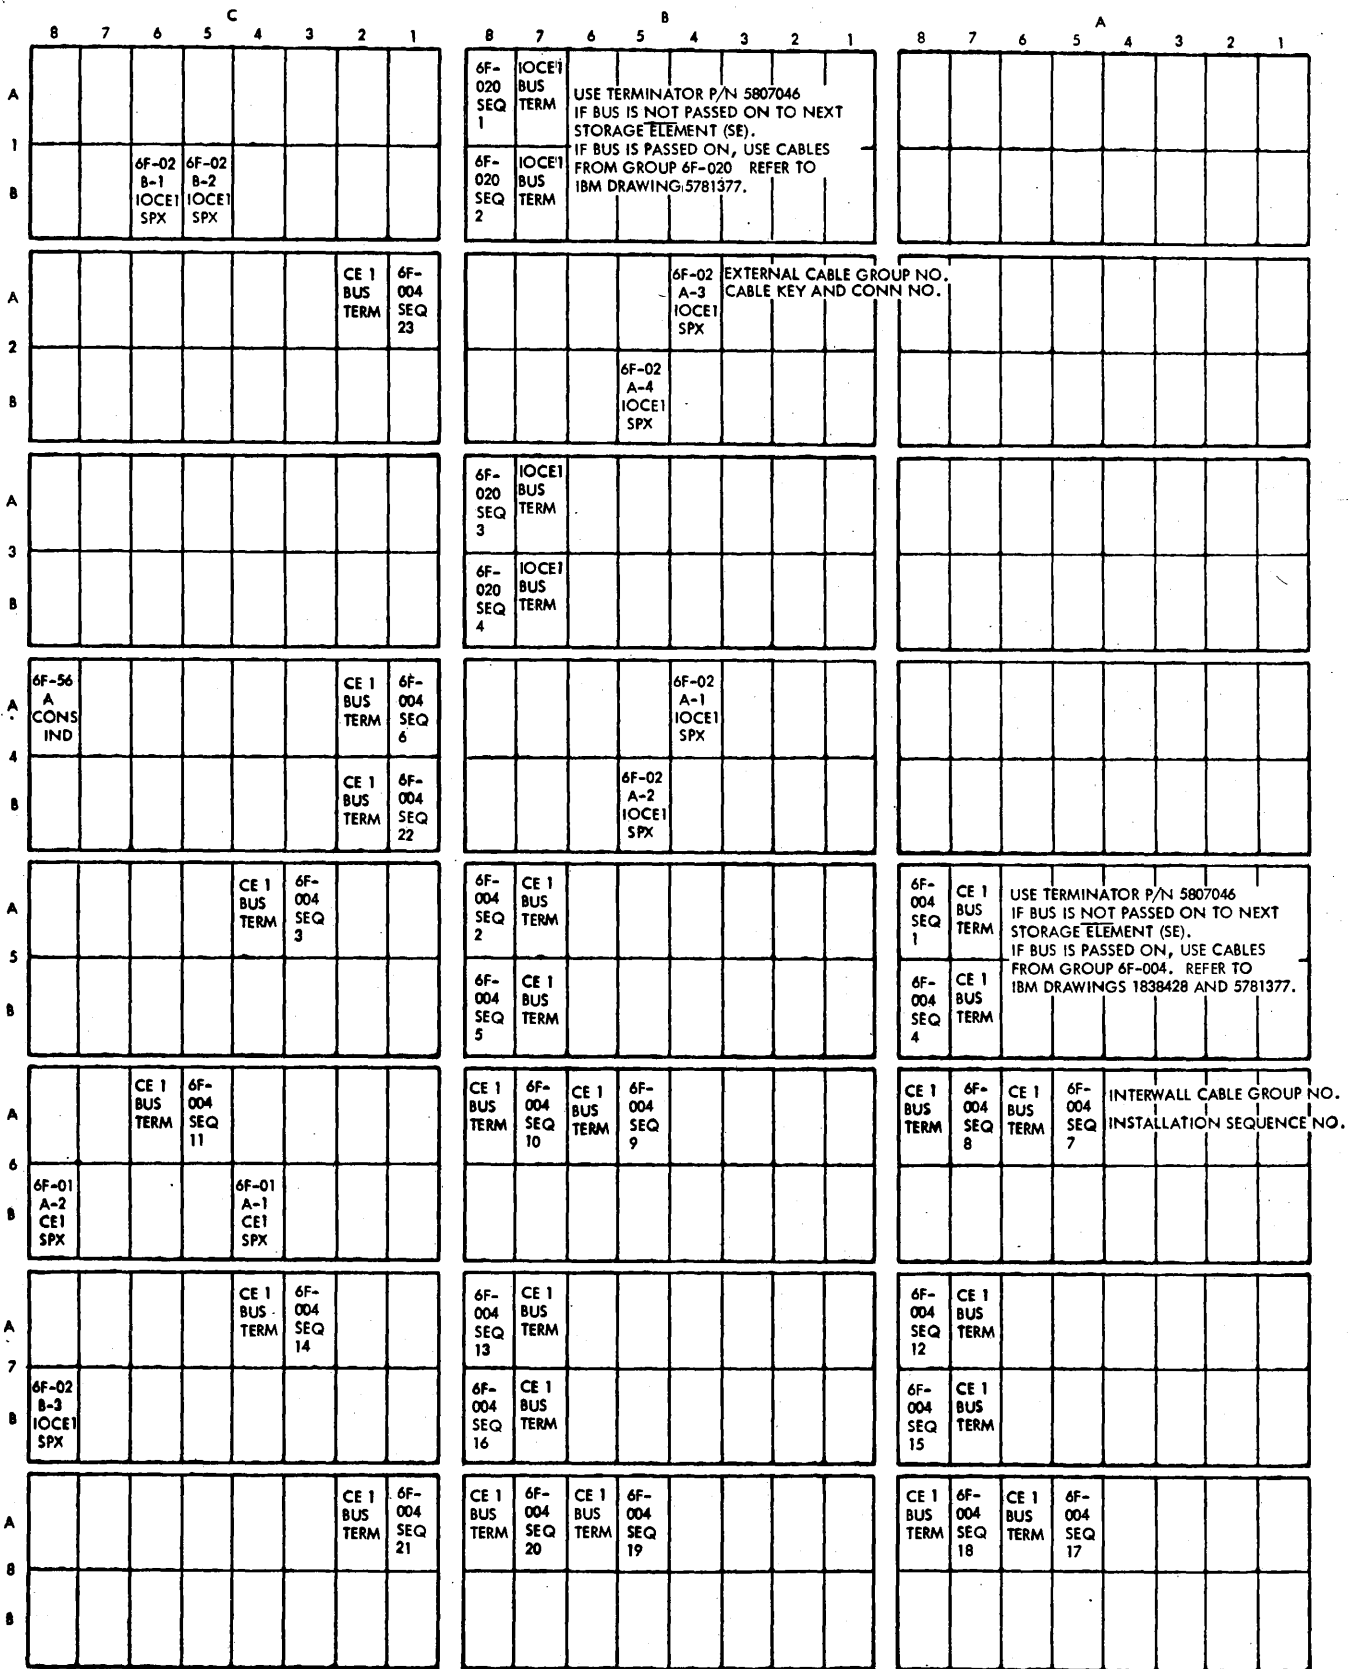 C B A
8 7 6 5 4 3 2 1 8 7 6 5 4 3 2 1 8 7 6 5 4 3 2 1
A
1
B
6F-02
B-1
IOCE1
SPX
6F-02
B-2
IOCE1
SPX
6F-
020
SEQ
1
IOCE1
BUS
TERM
USE TERMINATOR P/N 5807046
IF BUS IS NOT PASSED ON TO NEXT
STORAGE ELEMENT (SE).
IF BUS IS PASSED ON, USE CABLES
FROM GROUP 6F-020 REFER TO
IBM DRAWING 5781377.
6F-
020
SEQ
2
IOCE1
BUS
TERM
A
2
B
CE 1
BUS
TERM
6F-
004
SEQ
23
6F-02
A-3
IOCE1
SPX
EXTERNAL CABLE GROUP NO.
CABLE KEY AND CONN NO.
6F-02
A-4
IOCE1
SPX
A
3
B
6F-
020
SEQ
3
IOCE1
BUS
TERM
6F-
020
SEQ
4
IOCE1
BUS
TERM
A
4
B
6F-56
A
CONS
IND
CE 1
BUS
TERM
6F-
004
SEQ
6
CE 1
BUS
TERM
6F-
004
SEQ
22
6F-02
A-1
IOCE1
SPX
6F-02
A-2
IOCE1
SPX
A
5
B
CE 1
BUS
TERM
6F-
004
SEQ
3
6F-
004
SEQ
2
CE 1
BUS
TERM
6F-
004
SEQ
5
CE 1
BUS
TERM
6F-
004
SEQ
1
CE 1
BUS
TERM
USE TERMINATOR P/N 5807046
IF BUS IS NOT PASSED ON TO NEXT
STORAGE ELEMENT (SE).
IF BUS IS PASSED ON, USE CABLES
FROM GROUP 6F-004. REFER TO
IBM DRAWINGS 1838428 AND 5781377.
6F-
004
SEQ
4
CE 1
BUS
TERM
A
6
B
CE 1
BUS
TERM
6F-
004
SEQ
11
6F-01
A-2
CE1
SPX
6F-01
A-1
CE1
SPX
CE 1
BUS
TERM
6F-
004
SEQ
10
CE 1
BUS
TERM
6F-
004
SEQ
9
CE 1
BUS
TERM
6F-
004
SEQ
8
CE 1
BUS
TERM
6F-
004
SEQ
7
INTERWALL CABLE GROUP NO.
INSTALLATION SEQUENCE NO.
A
7
B
CE 1
BUS
TERM
6F-
004
SEQ
14
6F-02
B-3
IOCE1
SPX
6F-
004
SEQ
13
CE 1
BUS
TERM
6F-
004
SEQ
16
CE 1
BUS
TERM
6F-
004
SEQ
12
CE 1
BUS
TERM
6F-
004
SEQ
15
CE 1
BUS
TERM
A
8
B
CE 1
BUS
TERM
6F-
004
SEQ
21
CE 1
BUS
TERM
6F-
004
SEQ
20
CE 1
BUS
TERM
6F-
004
SEQ
19
CE 1
BUS
TERM
6F-
004
SEQ
18
CE 1
BUS
TERM
6F-
004
SEQ
17